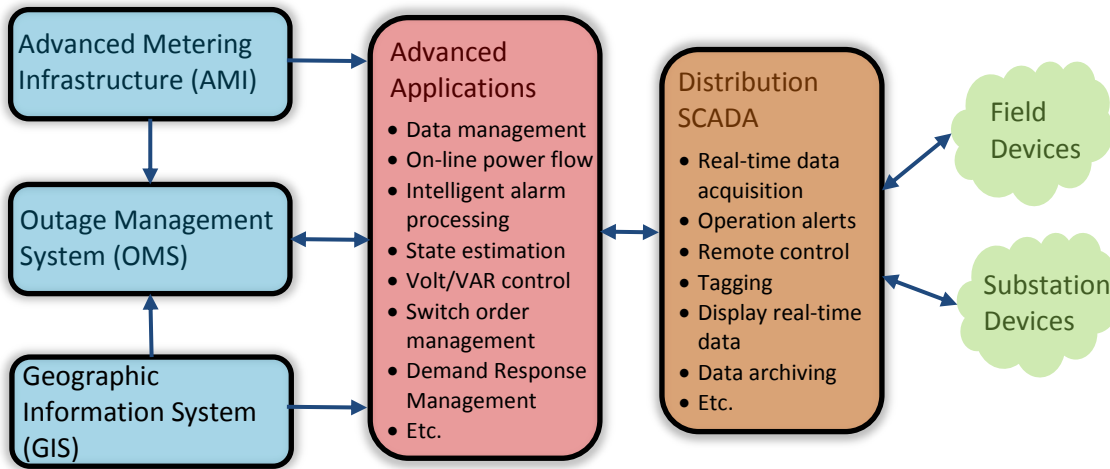 Advanced Metering
Infrastructure (AMI)
Outage Management
System (OMS)
Geographic
Information System
(GIS)
Advanced
Applications
• Data management
• On-line power flow
• Intelligent alarm
processing
• State estimation
• Volt/VAR control
• Switch order
management
• Demand Response
Management
• Etc.
Distribution
SCADA
• Real-time data
acquisition
• Operation alerts
• Remote control
• Tagging
• Display real-time
data
• Data archiving
• Etc.
Field
Devices
Substation
Devices